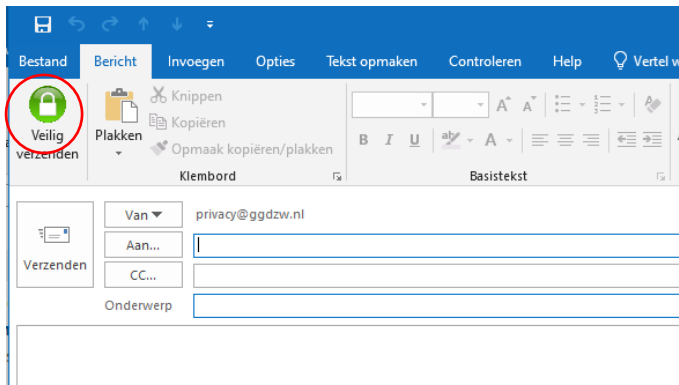 Bestand Bericht Invoegen Opties Tekst opmaken Controleren Help Vertel
Veilig verzenden
Plakken
Knippen
Kopiëren
Opmaak kopiëren/plakken
Klembord
B I U ab A
Basistekst
Verzenden
Van privacy@ggdzw.nl
Aan...
CC...
Onderwerp